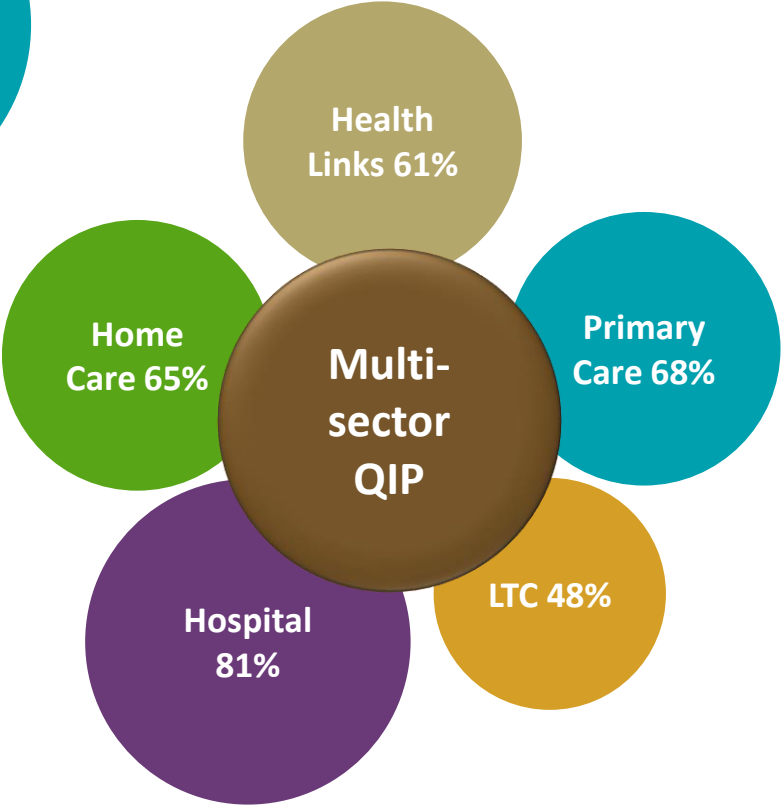 Health
Links 61%
Home
Care 65%
Primary
Care 68%
Multi-
sector
QIP
LTC 48%
Hospital
81%